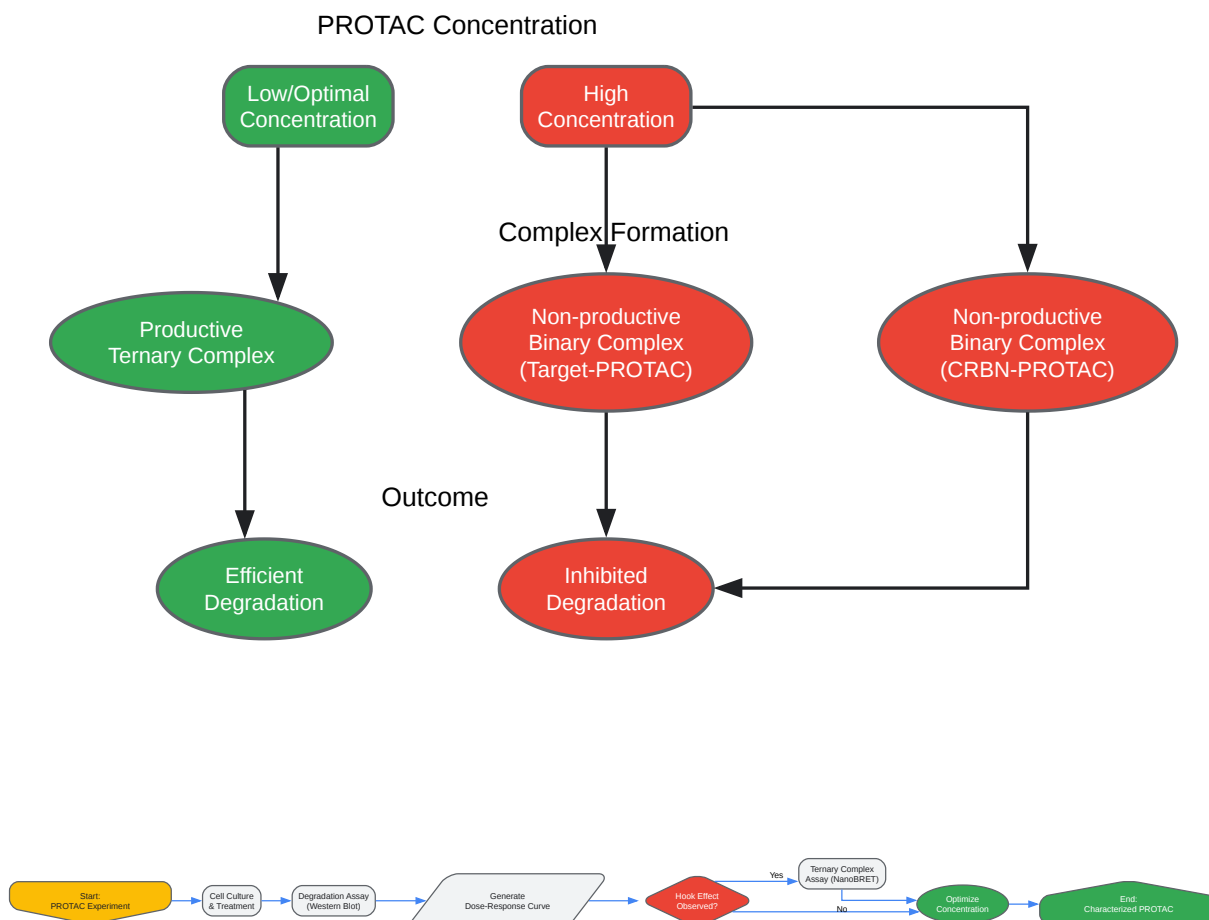 PROTAC Concentration
Low/Optimal
Concentration
High
Concentration
Complex Formation
Productive
Ternary Complex
Non-productive
Binary Complex
(Target-PROTAC)
Non-productive
Binary Complex
(CRBN-PROTAC)
Outcome
Efficient
Degradation
Inhibited
Degradation
Start:
PROTAC Experiment
Cell Culture
& Treatment
Degradation Assay
(Western Blot)
Generate
Dose-Response Curve
Hook Effect
Observed?
Yes
Ternary Complex
Assay (NanoBRET)
No
Optimize
Concentration
End:
Characterized PROTAC